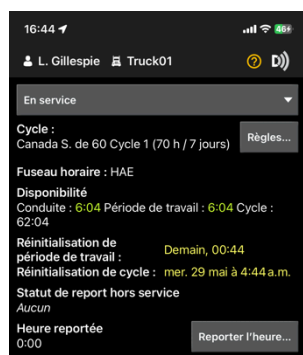 16:44
46
L. Gillespie Truck01
En service
Cycle :
Canada S. de 60 Cycle 1 (70 h / 7 jours)
Règles...
Fuseau horaire : HAE
Disponibilité
Conduite : 6:04 Période de travail : 6:04 Cycle :
62:04
Réinitialisation de
période de travail : Demain, 00:44
Réinitialisation de cycle : mer. 29 mai à 4:44 a.m.
Statut de report hors service
Aucun
Heure reportée
0:00
Reporter l'heure...